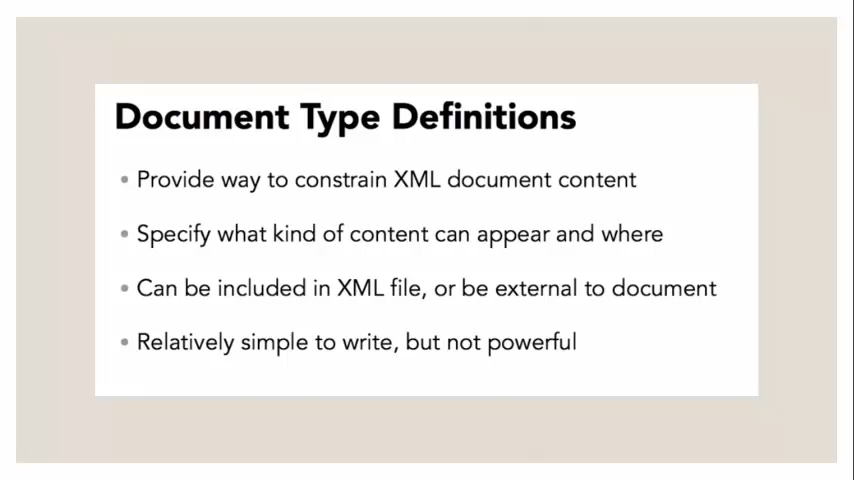 Document Type Definitions
• Provide way to constrain XML document content
• Specify what kind of content can appear and where
• Can be included in XML file, or be external to document
• Relatively simple to write, but not powerful